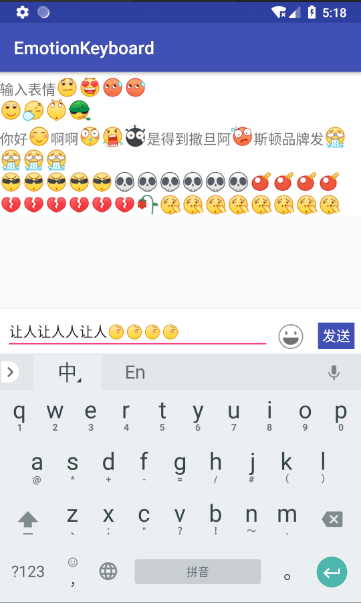 5:18
EmotionKeyboard
输入表情
你好 啊啊 是得到撒旦阿 斯顿品牌发
让人让人人让人
发送
中 En
q w e r t y u i o p
1 2 3 4 5 6 7 8 9 0
a s d f g h j k l
@ * + - = / # ( )
z x c v b n m
、 : " ? ! ~ .
?123 , 拼音 。